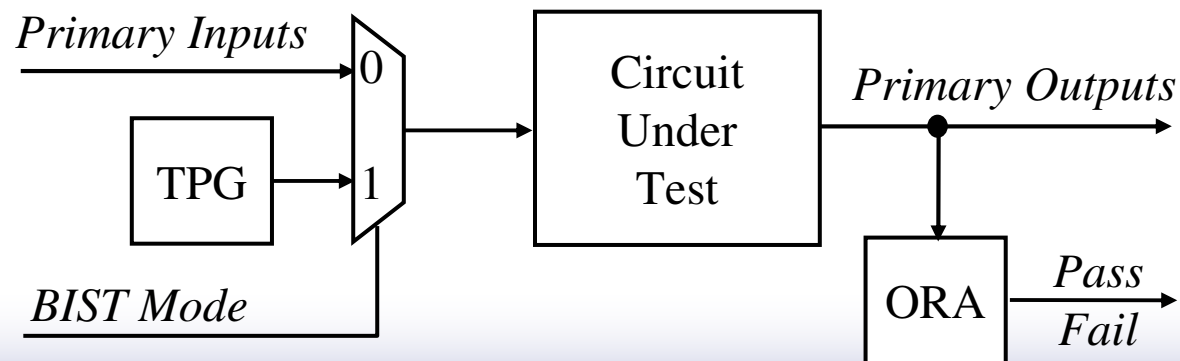 Primary Inputs
0
Circuit
Under
Test
Primary Outputs
TPG
1
BIST Mode
ORA
Pass
Fail